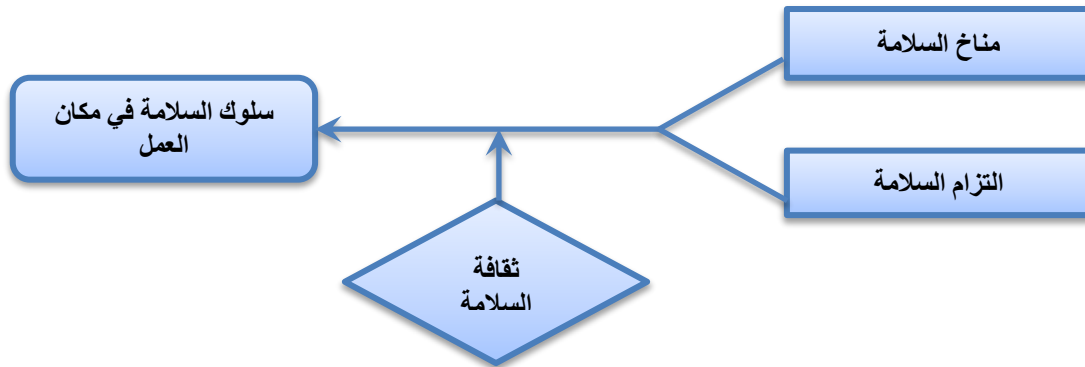 مناخ السلامة
سلوك السلامة في مكان
العمل
التزام السلامة
ثقافة
السلامة